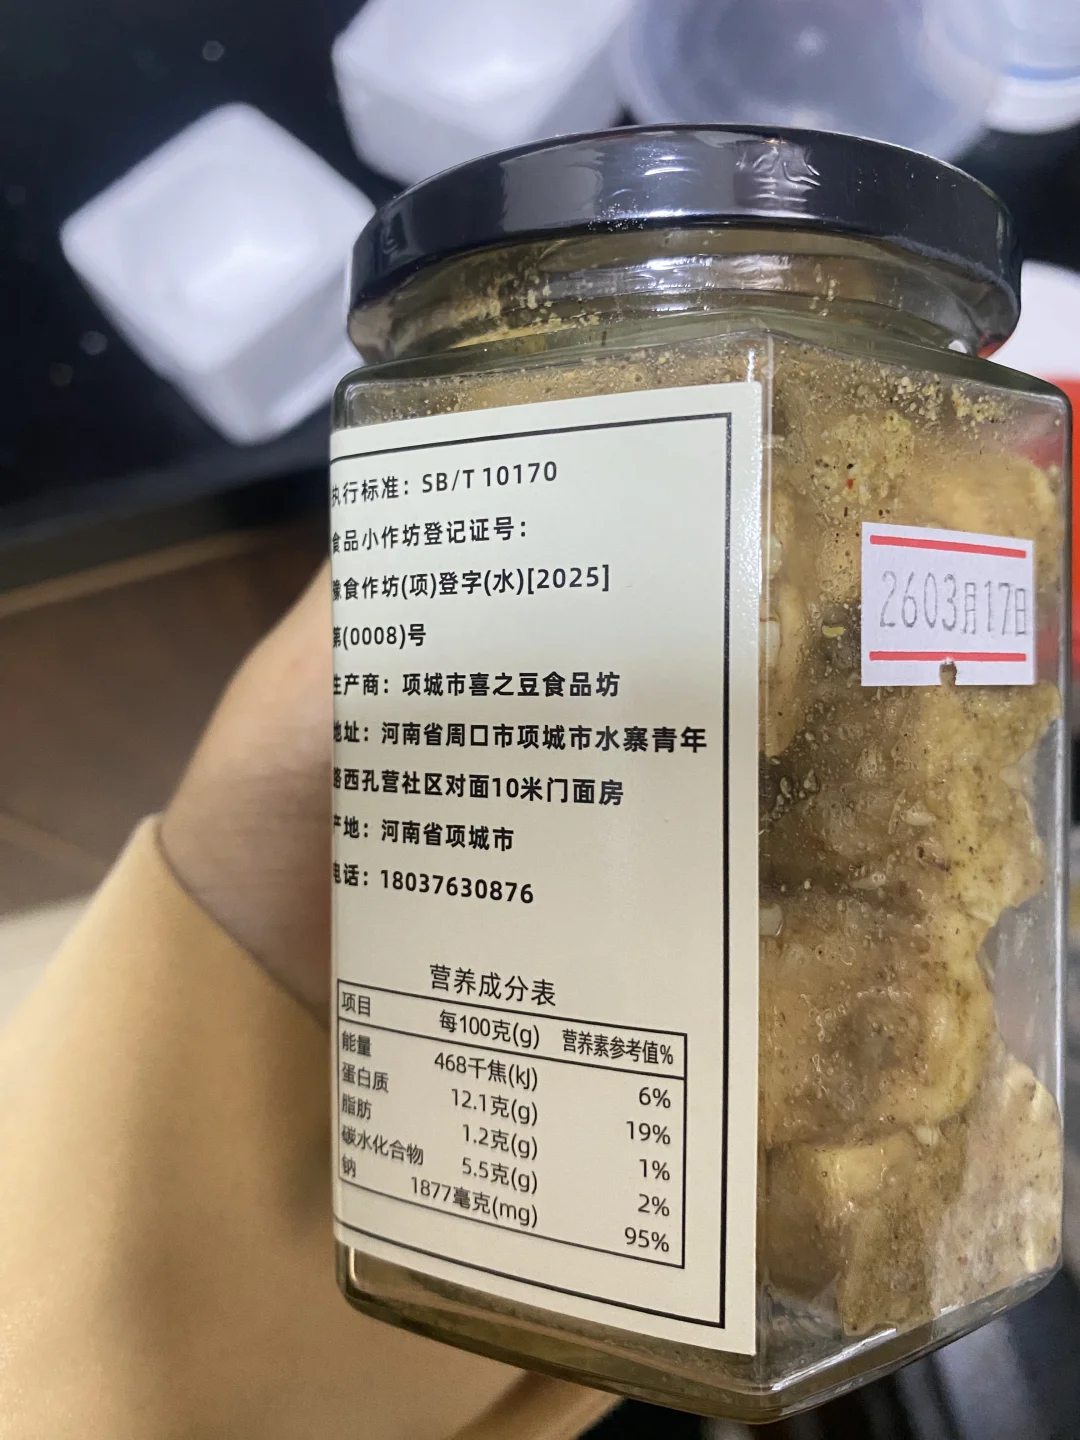 执行标准：SB/T 10170
食品小作坊登记证号：
豫食作坊(项)登字(水)[2025]
第(0008)号
生产商：项城市喜之豆食品坊
地址：河南省周口市项城市水寨青年
路西孔营社区对面10米门面房
产地：河南省项城市
电话：18037630876
营养成分表
项目 每100克(g) 营养素参考值%
能量 468千焦(kJ) 6%
蛋白质 12.1克(g) 19%
脂肪 1.2克(g) 1%
碳水化合物 5.5克(g) 2%
钠 1877毫克(mg) 95%
2603月17日